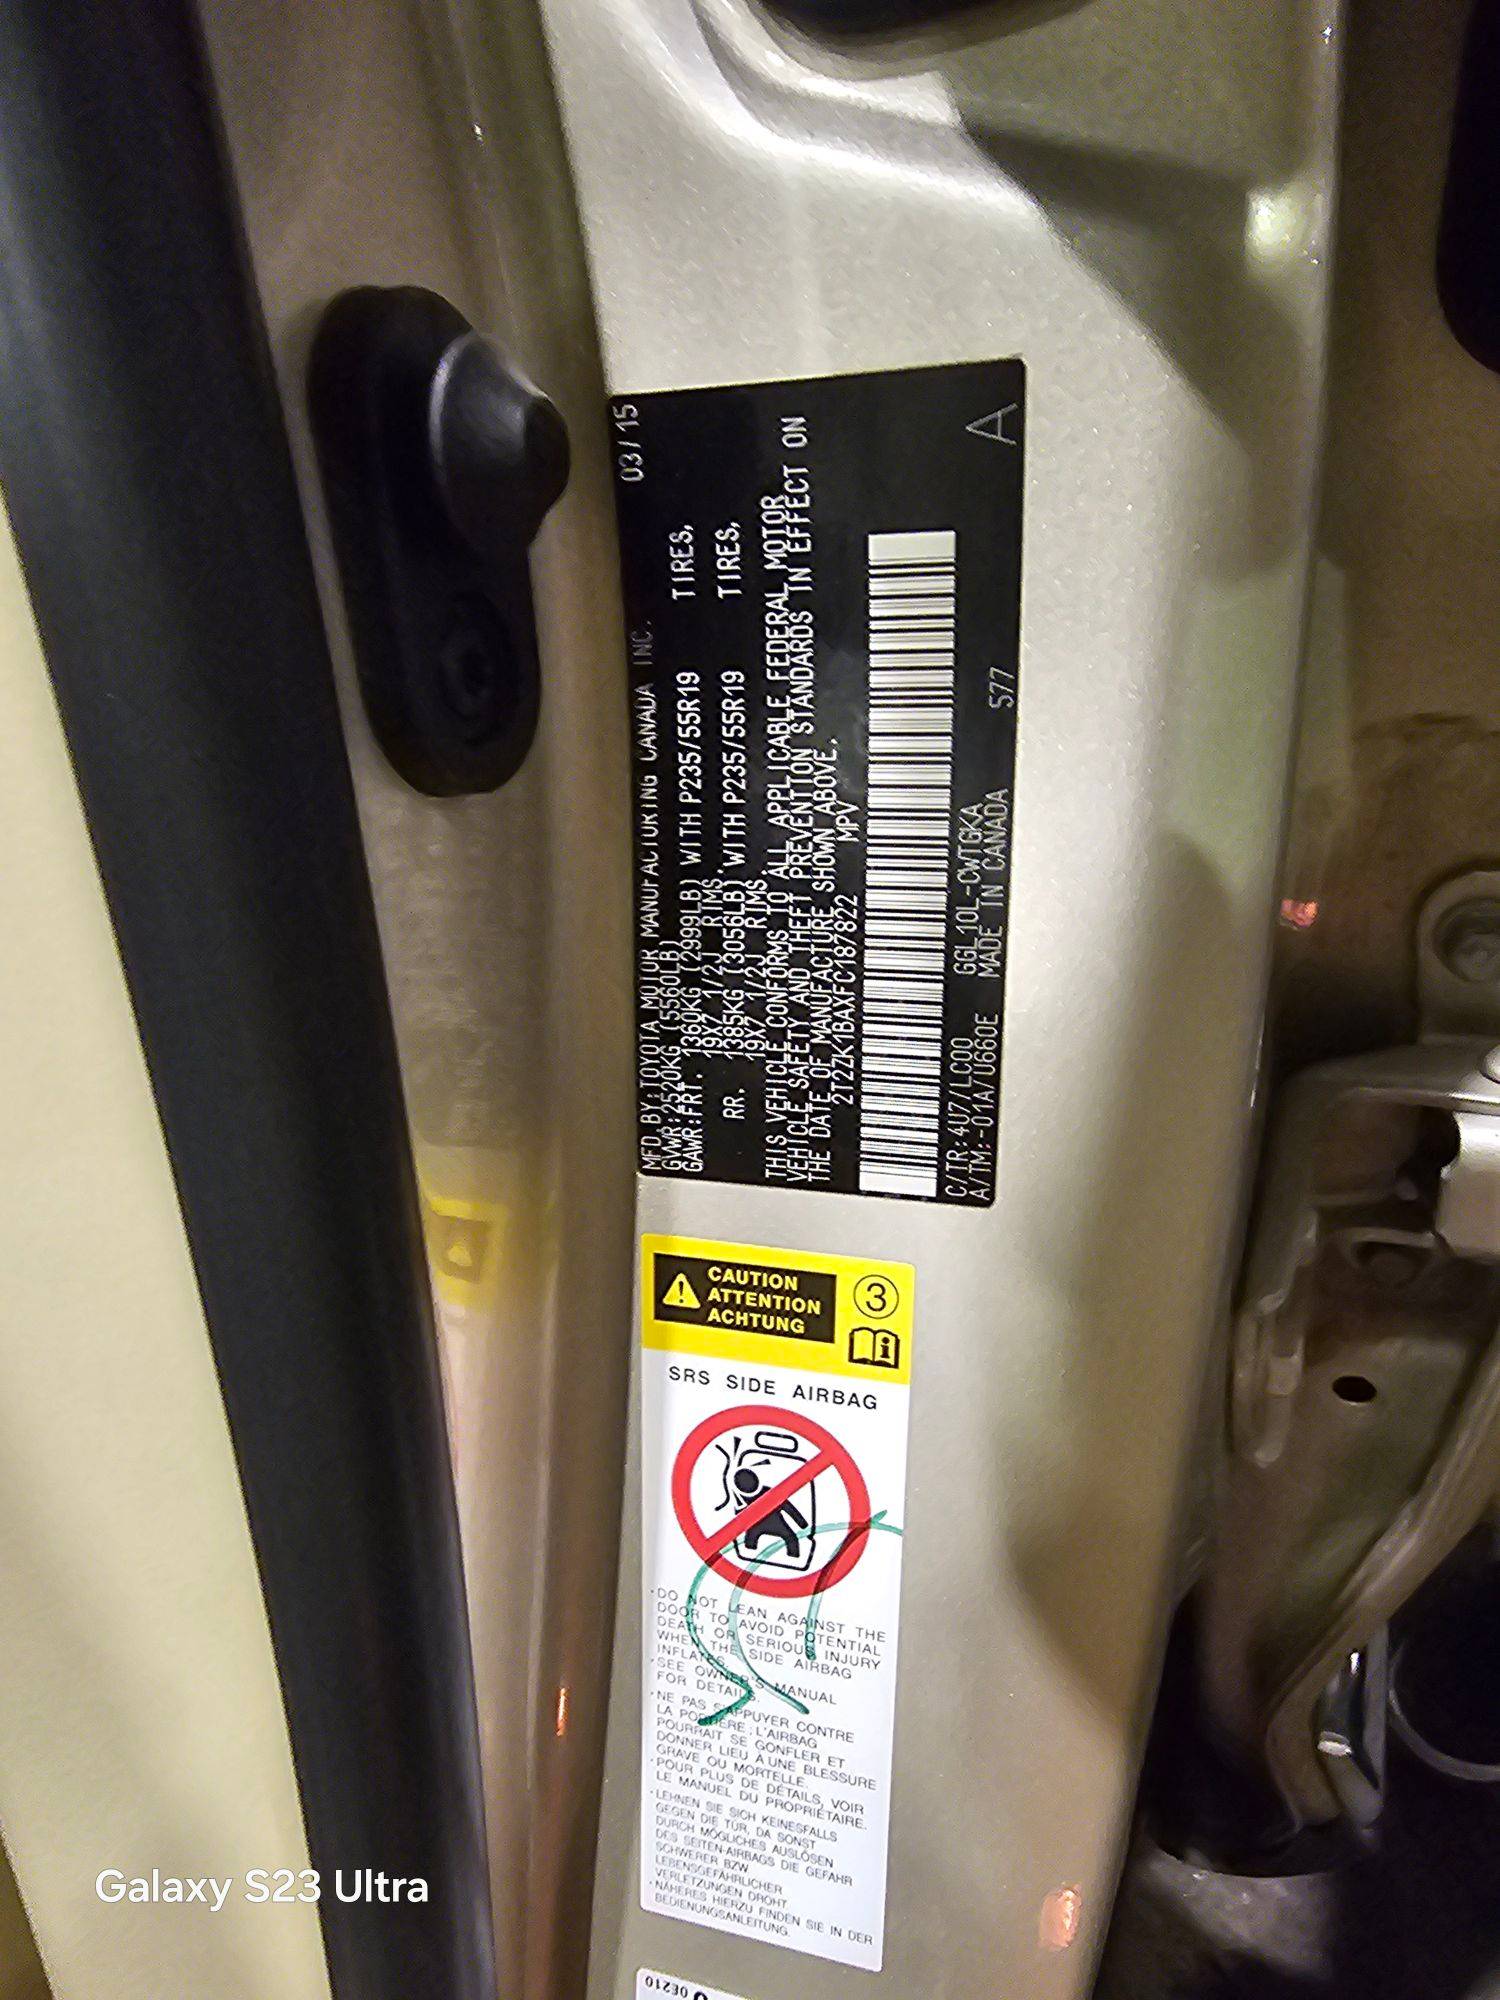 03/15
MFD.BY:TOYOTA MOTOR MANUFACTURING CANADA INC.
GVWR:2520KG (5560LB)
GAWR:FRT. 1360KG (2999LB) WITH P235/55R19 TIRES,
19X7 1/2J RIMS,
RR. 1385KG (3056LB) WITH P235/55R19 TIRES,
19X7 1/2J RIMS.
THIS VEHICLE CONFORMS TO ALL APPLICABLE FEDERAL MOTOR
VEHICLE SAFETY AND THEFT PREVENTION STANDARDS IN EFFECT ON
THE DATE OF MANUFACTURE SHOWN ABOVE.
2T2ZK1BAXFC187822 MPV
C/TR:4U7/LC00 GGL10L-CWTGKA
A/TM:-01A/U660E MADE IN CANADA 577
A
CAUTION
ATTENTION
ACHTUNG
3
SRS SIDE AIRBAG
·DO NOT LEAN AGAINST THE
DOOR TO AVOID POTENTIAL
DEATH OR SERIOUS INJURY
WHEN THE SIDE AIRBAG
INFLATES.
·SEE OWNER'S MANUAL
FOR DETAILS.
·NE PAS S'APPUYER CONTRE
LA PORTIÈRE : L'AIRBAG
POURRAIT SE GONFLER ET
DONNER LIEU À UNE BLESSURE
GRAVE OU MORTELLE.
·POUR PLUS DE DÉTAILS, VOIR
LE MANUEL DU PROPRIÉTAIRE.
·LEHNEN SIE SICH KEINESFALLS
GEGEN DIE TÜR, DA SONST
DURCH MÖGLICHES AUSLÖSEN
DES SEITEN-AIRBAGS DIE GEFAHR
SCHWERER BZW
LEBENSGEFÄHRLICHER
VERLETZUNGEN DROHT.
·NÄHERES HIERZU FINDEN SIE IN DER
BEDIENUNGSANLEITUNG.
0E210
Galaxy S23 Ultra